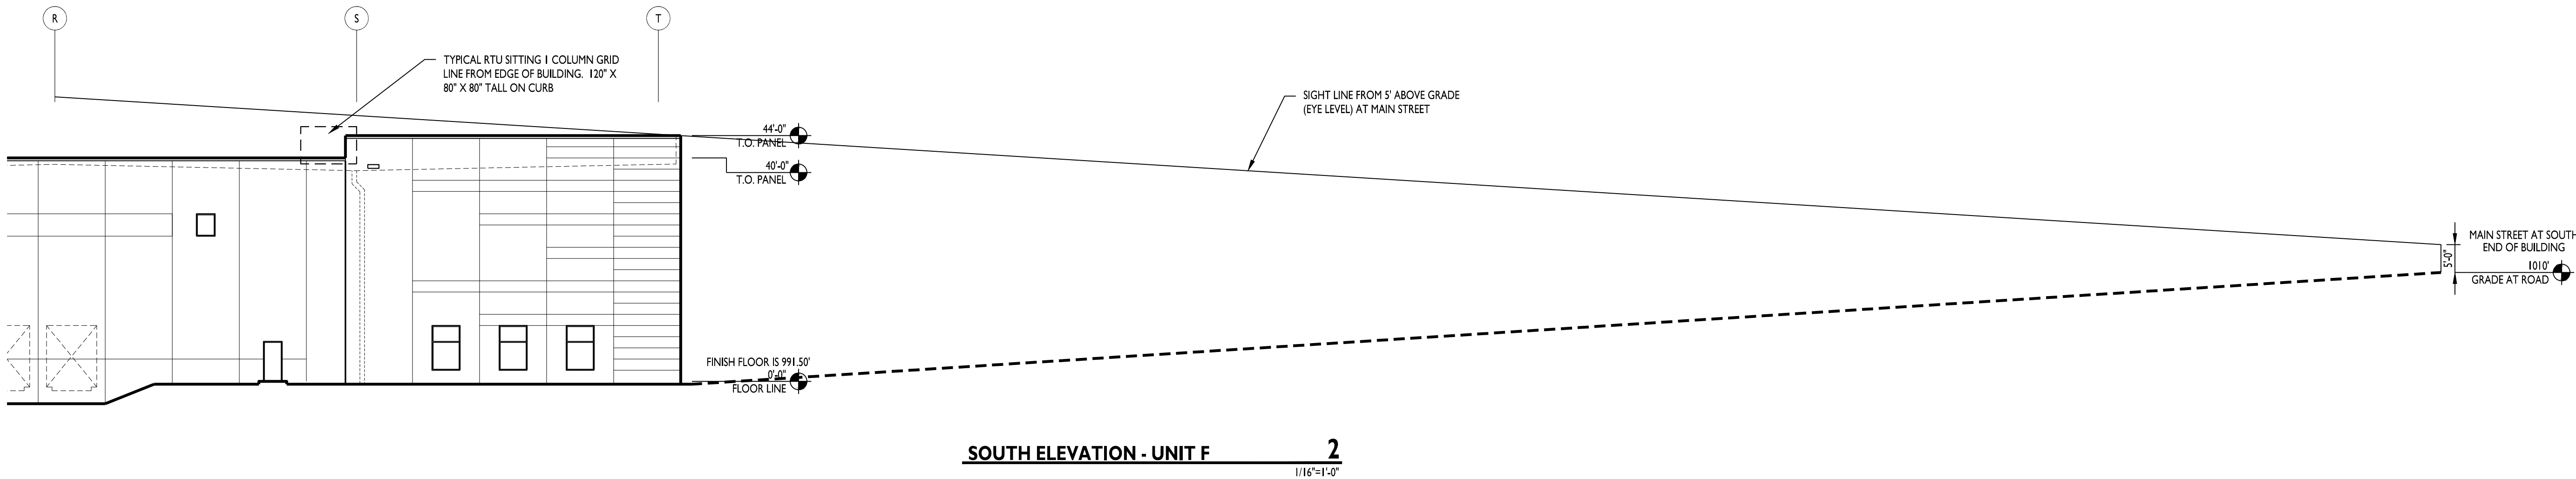 R
S
T
TYPICAL RTU SITTING 1 COLUMN GRID
LINE FROM EDGE OF BUILDING. 120" X
80" X 80" TALL ON CURB
SIGHT LINE FROM 5' ABOVE GRADE
(EYE LEVEL) AT MAIN STREET
44'-0"
T.O. PANEL
40'-0"
T.O. PANEL
MAIN STREET AT SOUTH
END OF BUILDING
5'-0"
1010'
GRADE AT ROAD
FINISH FLOOR IS 991.50'
0'-0"
FLOOR LINE
SOUTH ELEVATION - UNIT F 2
1/16"=1'-0"